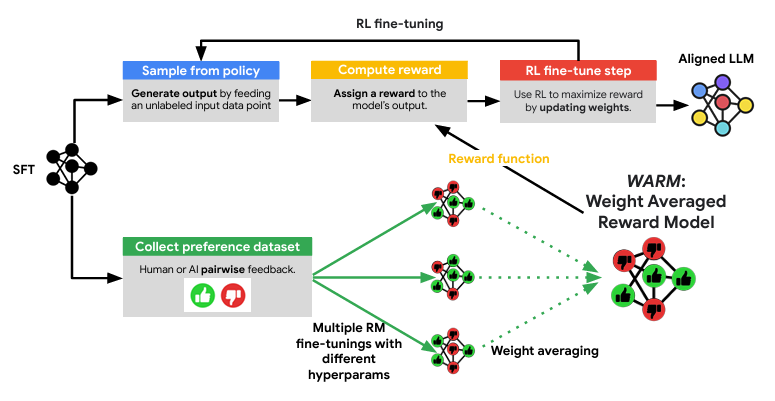 RL fine-tuning
Sample from policy
Generate output by feeding
an unlabeled input data point
Compute reward
Assign a reward to the
model's output.
RL fine-tune step
Use RL to maximize reward
by updating weights.
Aligned LLM
SFT
Reward function
WARM:
Weight Averaged
Reward Model
Collect preference dataset
Human or AI pairwise feedback.
Multiple RM
fine-tunings with
different
hyperparams
Weight averaging